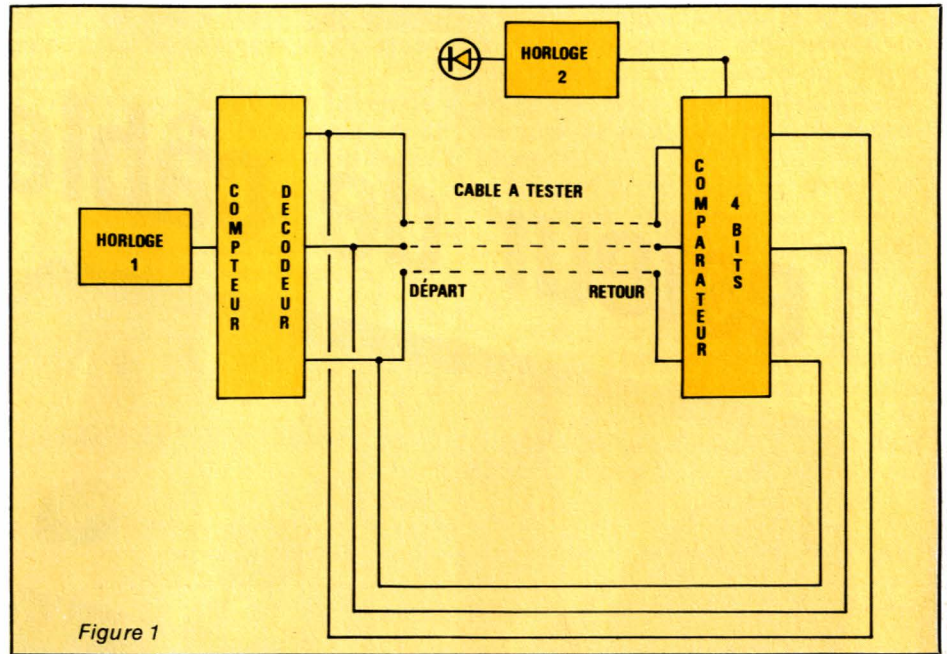 HORLOGE
2
COMPTEUR
DECODEUR
HORLOGE
1
CABLE A TESTER
DÉPART
RETOUR
COMPARATEUR
4 BITS
Figure 1